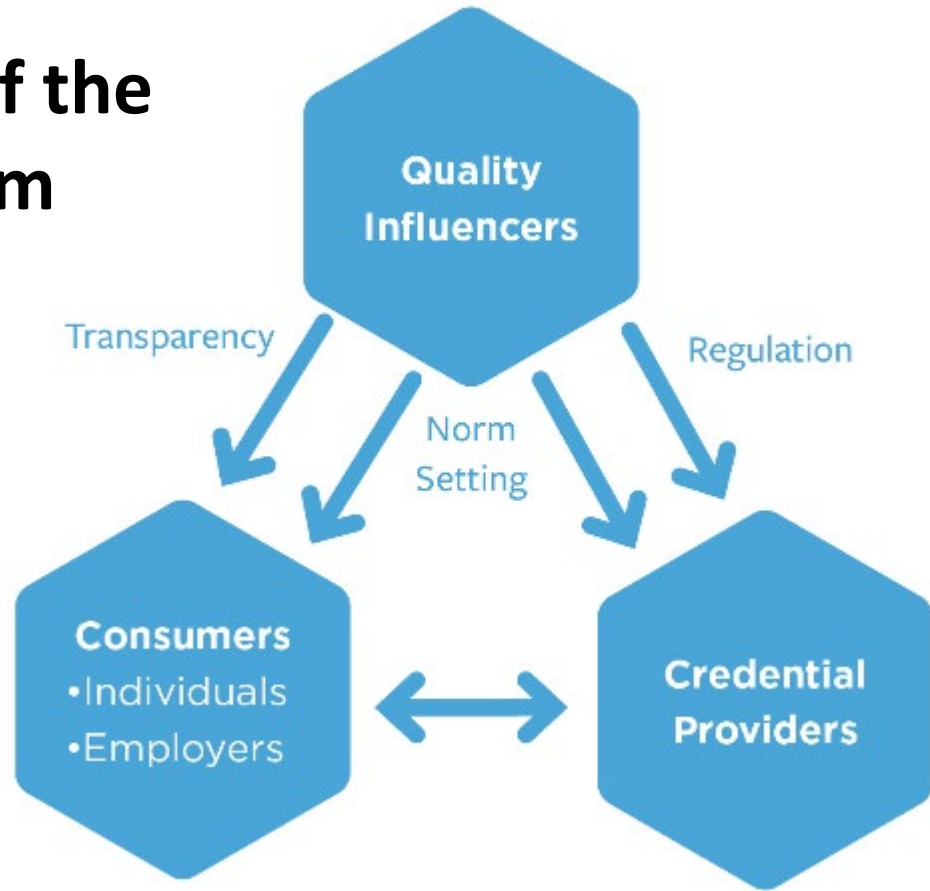 f the
m
Quality
Influencers
Transparency
Regulation
Norm
Setting
Consumers
•Individuals
•Employers
Credential
Providers